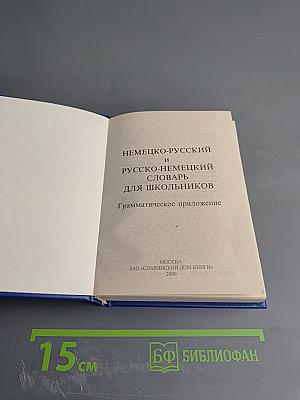 НЕМЕЦКО-РУССКИЙ
и
РУССКО-НЕМЕЦКИЙ
СЛОВАРЬ
ДЛЯ ШКОЛЬНИКОВ
Грамматическое приложение
МОСКВА
ЗАО «СЛАВЯНСКИЙ ДОМ КНИГИ»
2000
15 см
БФ БИБЛИОФАН